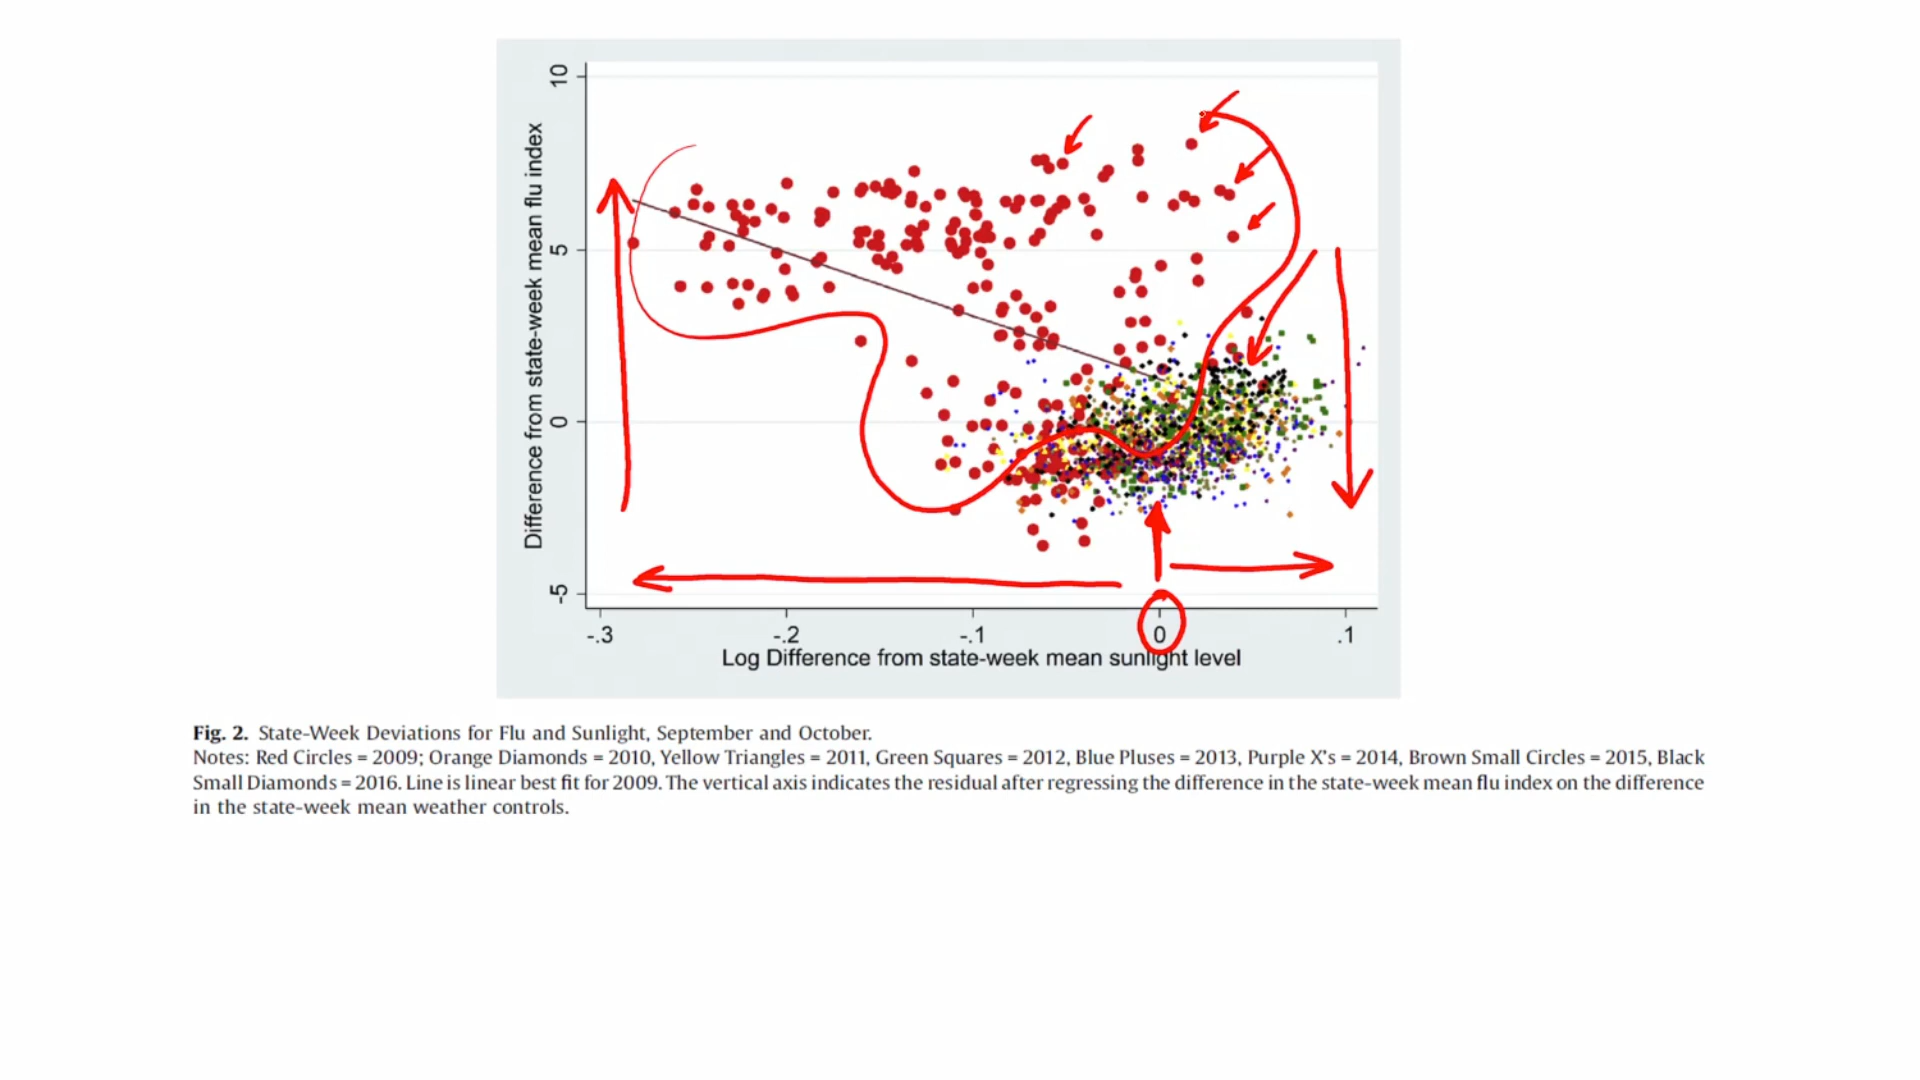 10
5
0
-5
Difference from state-week mean flu index
-.3 -.2 -.1 0 .1
Log Difference from state-week mean sunlight level
Fig. 2. State-Week Deviations for Flu and Sunlight, September and October.
Notes: Red Circles = 2009; Orange Diamonds = 2010, Yellow Triangles = 2011, Green Squares = 2012, Blue Pluses = 2013, Purple X's = 2014, Brown Small Circles = 2015, Black
Small Diamonds = 2016. Line is linear best fit for 2009. The vertical axis indicates the residual after regressing the difference in the state-week mean flu index on the difference
in the state-week mean weather controls.